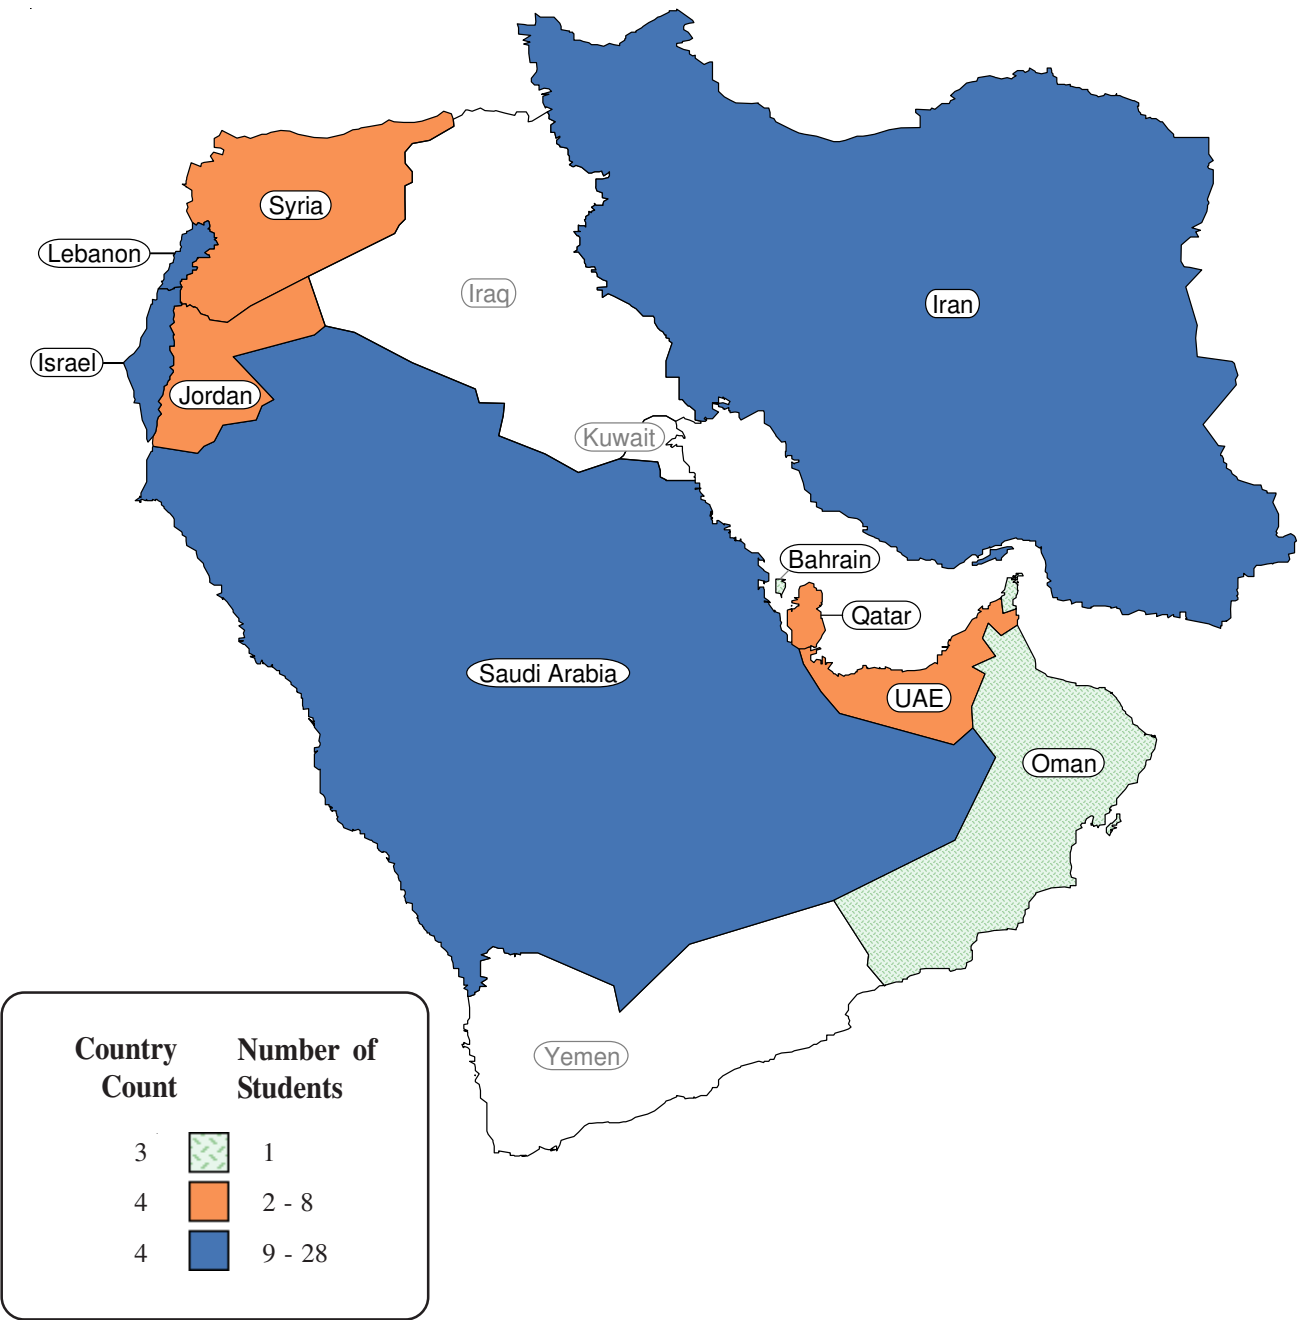 Syria
Lebanon
Iraq
Iran
Israel
Jordan
Kuwait
Bahrain
Qatar
Saudi Arabia
UAE
Oman
Yemen
Country Number of
Count Students
3 1
4 2 - 8
4 9 - 28